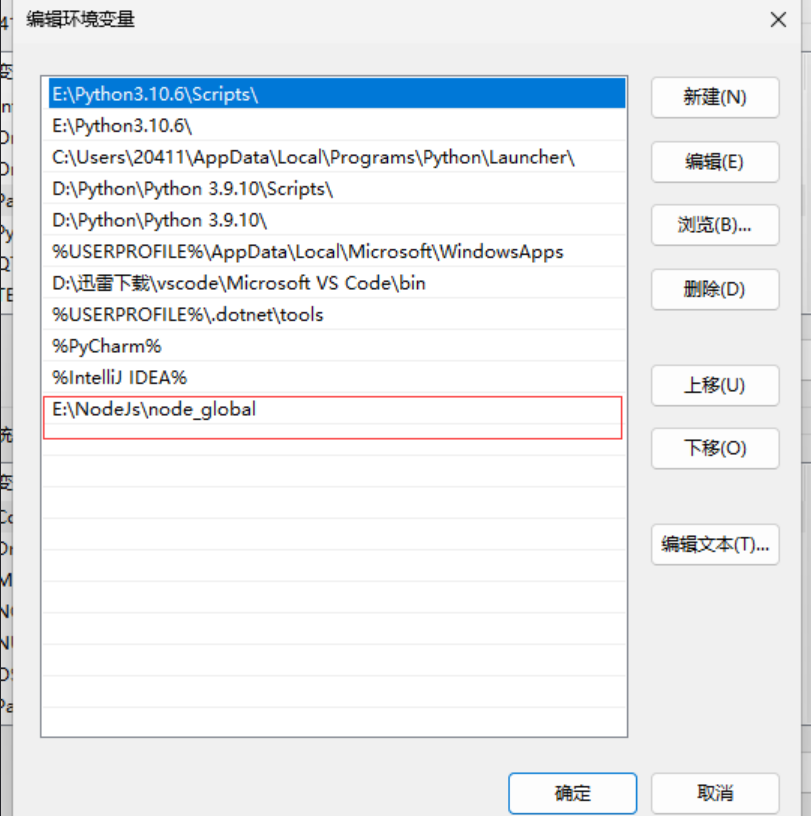 编辑环境变量
E:\Python3.10.6\Scripts\
E:\Python3.10.6\
C:\Users\20411\AppData\Local\Programs\Python\Launcher\
D:\Python\Python 3.9.10\Scripts\
D:\Python\Python 3.9.10\
%USERPROFILE%\AppData\Local\Microsoft\WindowsApps
D:\迅雷下载\vscode\Microsoft VS Code\bin
%USERPROFILE%\.dotnet\tools
%PyCharm%
%IntelliJ IDEA%
E:\NodeJs\node_global
新建(N)
编辑(E)
浏览(B)...
删除(D)
上移(U)
下移(O)
编辑文本(T)...
确定
取消